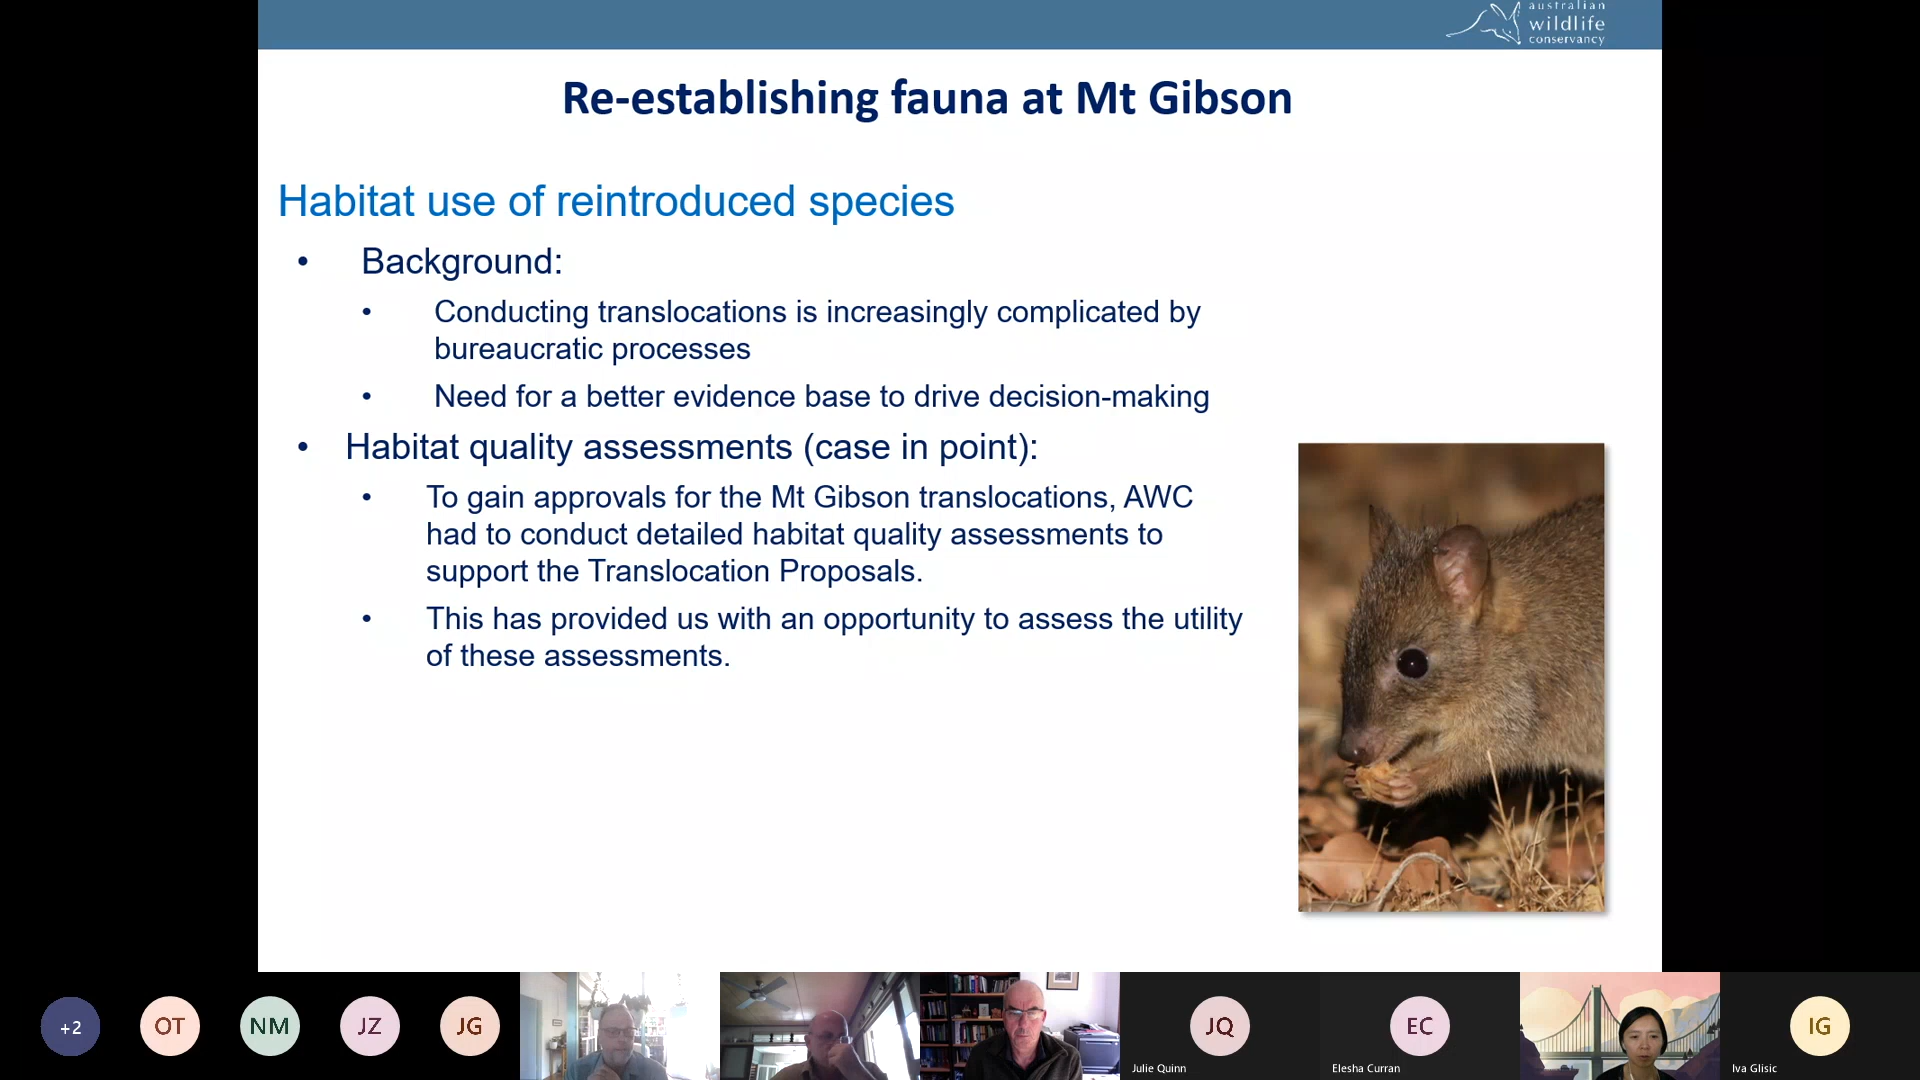 australian
wildlife
conservancy
Re-establishing fauna at Mt Gibson
Habitat use of reintroduced species
• Background:
• Conducting translocations is increasingly complicated by
bureaucratic processes
• Need for a better evidence base to drive decision-making
• Habitat quality assessments (case in point):
• To gain approvals for the Mt Gibson translocations, AWC
had to conduct detailed habitat quality assessments to
support the Translocation Proposals.
• This has provided us with an opportunity to assess the utility
of these assessments.
+2
OT
NM
JZ
JG
JQ
Julie Quinn
EC
Elesha Curran
IG
Iva Glisic